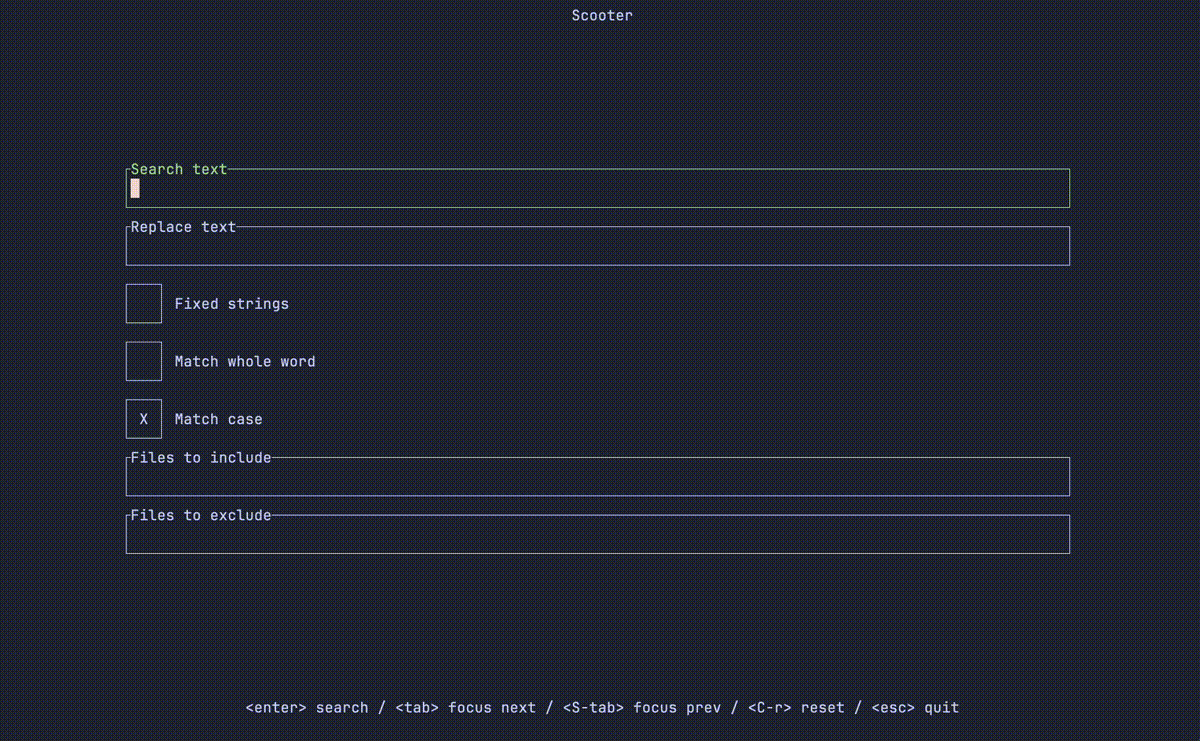 Scooter
Search text
Replace text
Fixed strings
Match whole word
X Match case
Files to include
Files to exclude
<enter> search / <tab> focus next / <S-tab> focus prev / <C-r> reset / <esc> quit